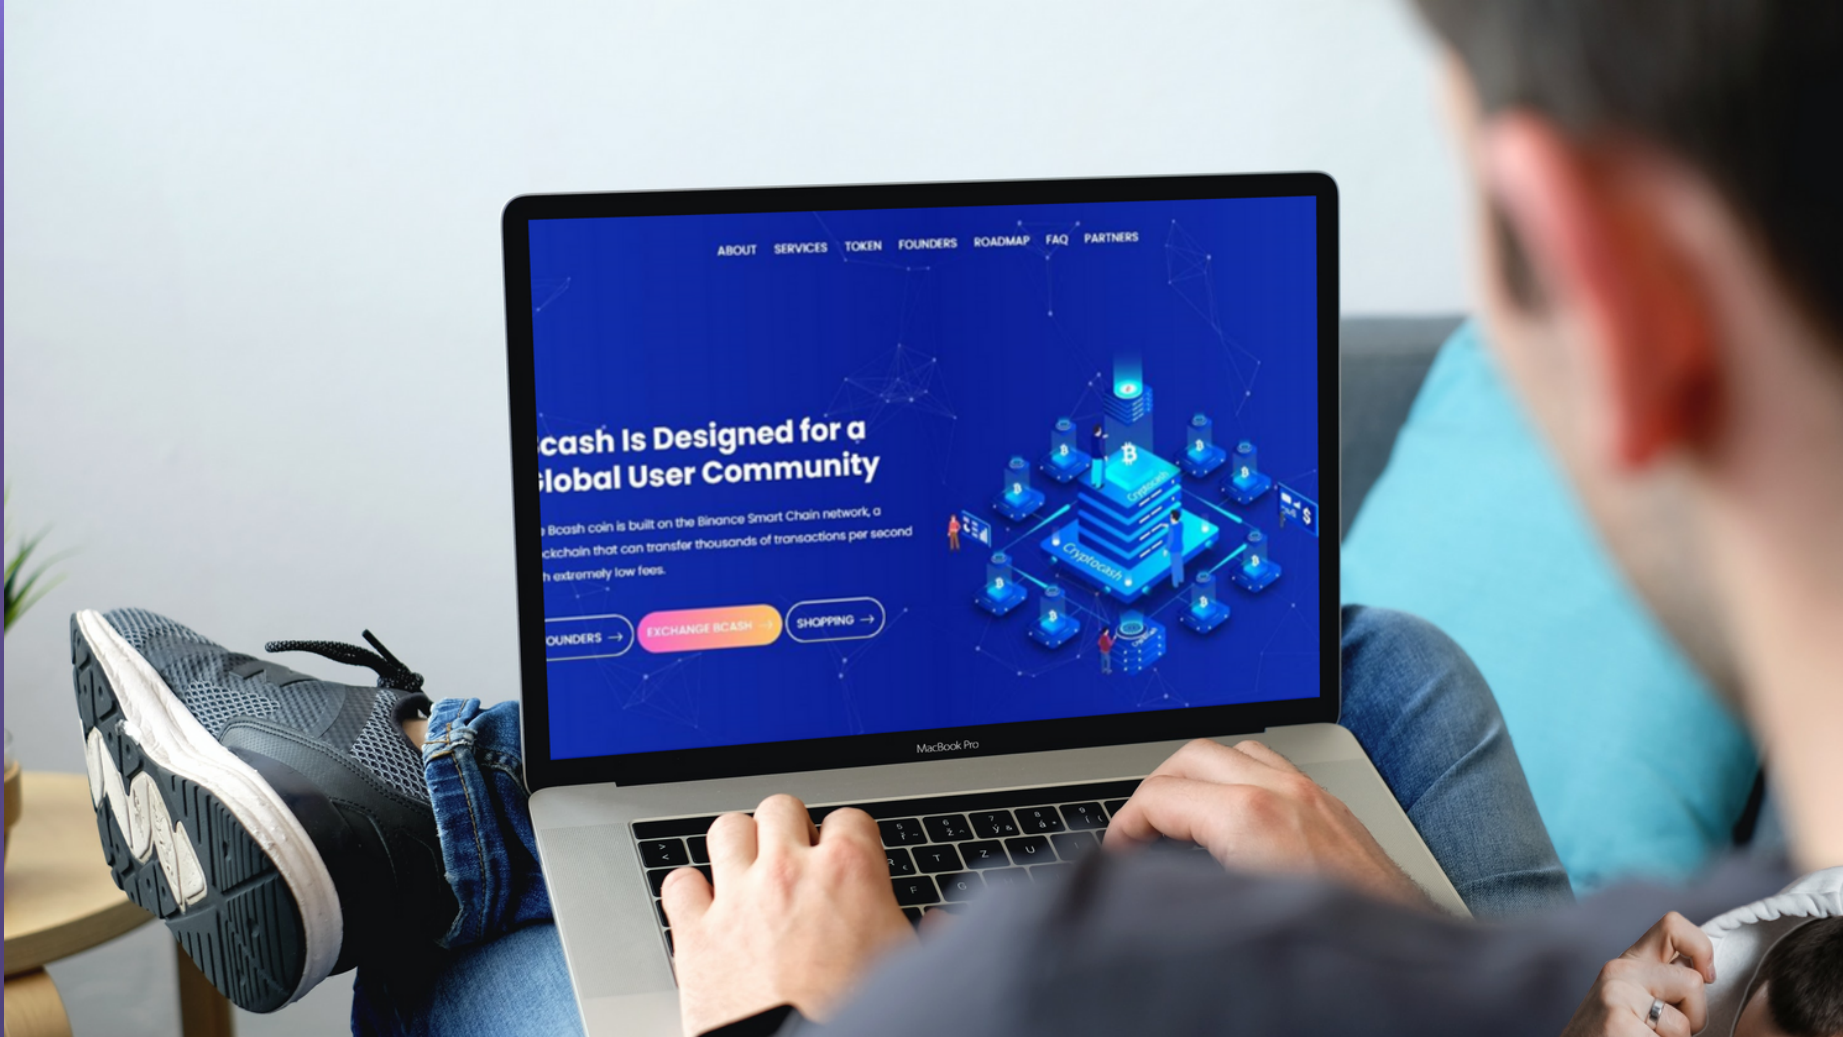 ABOUT SERVICES TOKEN FOUNDERS ROADMAP FAQ PARTNERS
cash Is Designed for a
lobal User Community
Bcash coin is built on the Binance Smart Chain network, a
ckchain that can transfer thousands of transactions per second
h extremely low fees.
OUNDERS → EXCHANGE BCASH → SHOPPING →
Cryptocash
Cryptocash
MacBook Pro
T Z U
F G